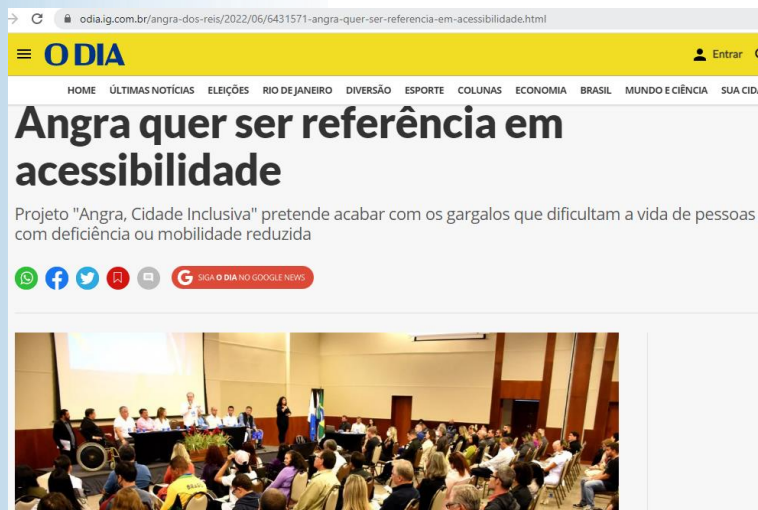 odia.ig.com.br/angra-dos-reis/2022/06/6431571-angra-quer-ser-referencia-em-acessibilidade.html
O DIA
Entrar
HOME ÚLTIMAS NOTÍCIAS ELEIÇÕES RIO DE JANEIRO DIVERSÃO ESPORTE COLUNAS ECONOMIA BRASIL MUNDO E CIÊNCIA SUA CIDA
Angra quer ser referência em
acessibilidade
Projeto "Angra, Cidade Inclusiva" pretende acabar com os gargalos que dificultam a vida de pessoas
com deficiência ou mobilidade reduzida
G SIGA O DIA NO GOOGLE NEWS
BRASIL